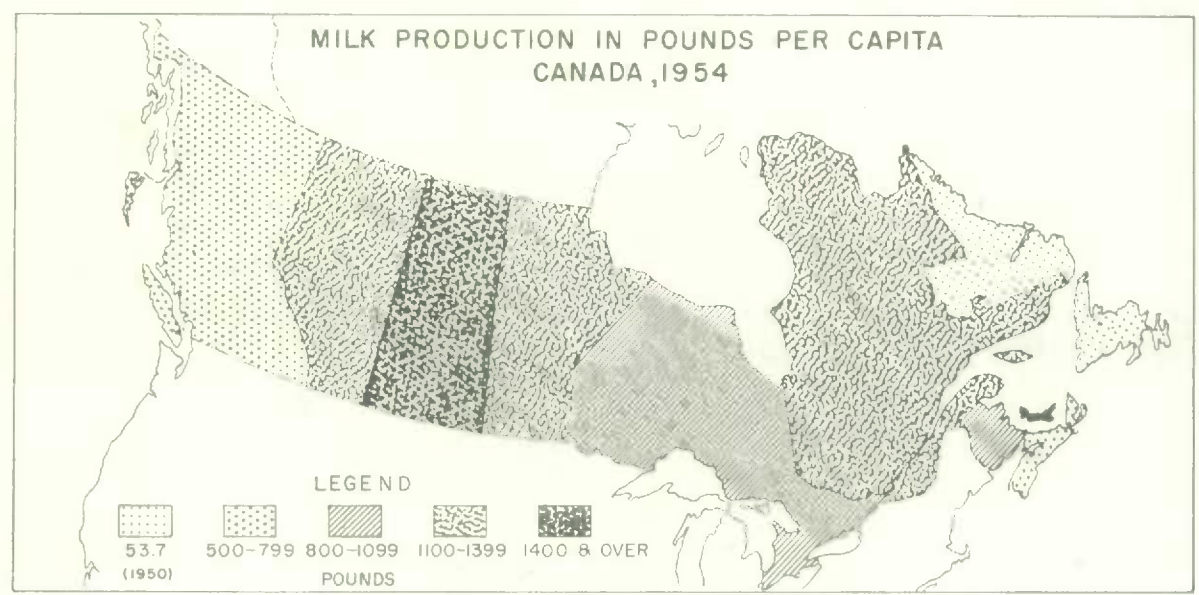 MILK PRODUCTION IN POUNDS PER CAPITA
CANADA, 1954
LEGEND
53.7 500-799 800-1099 1100-1399 1400 & OVER
(1950) POUNDS